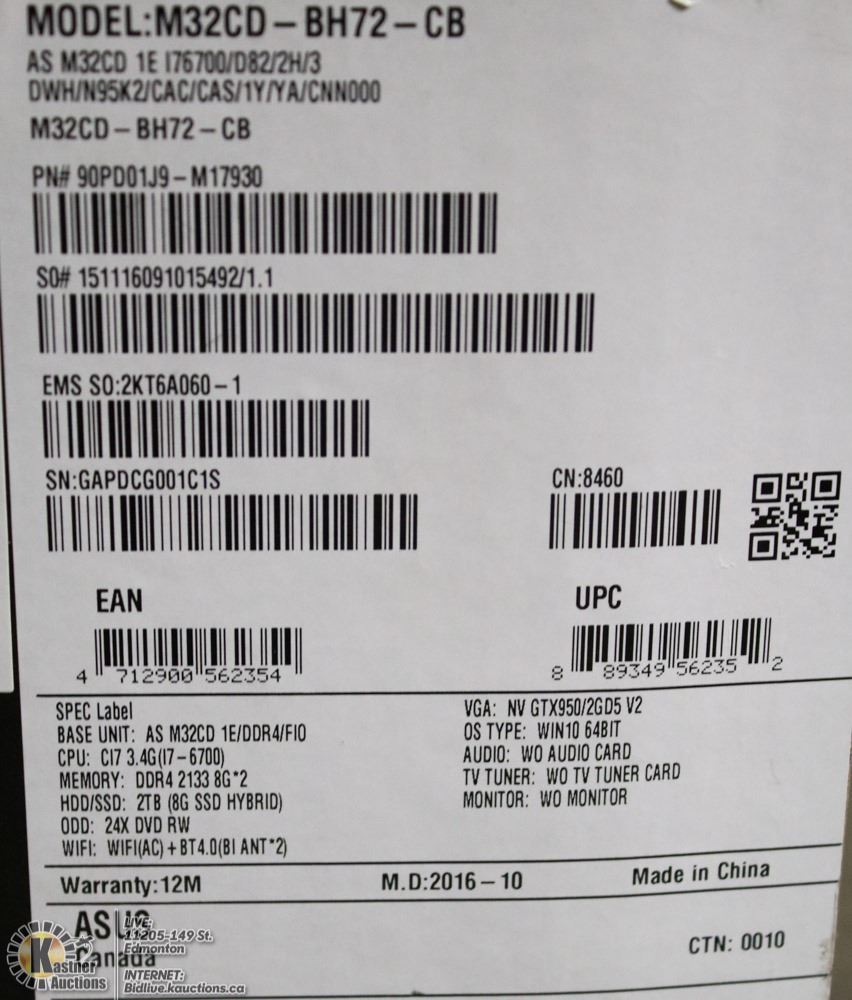 MODEL:M32CD-BH72-CB
AS M32CD 1E I76700/D82/2H/3
DWH/N95K2/CAC/CAS/1Y/YA/CNN000
M32CD-BH72-CB
PN# 90PD01J9-M17930
SO# 151116091015492/1.1
EMS SO:2KT6A060-1
SN:GAPDCG001C1S
CN:8460
EAN
4 712900 562354
UPC
8 89349 56235 2
SPEC Label
BASE UNIT: AS M32CD 1E/DDR4/FIO
CPU: CI7 3.4G(I7-6700)
MEMORY: DDR4 2133 8G*2
HDD/SSD: 2TB (8G SSD HYBRID)
ODD: 24X DVD RW
WIFI: WIFI(AC)+BT4.0(BI ANT*2)
VGA: NV GTX950/2GD5 V2
OS TYPE: WIN10 64BIT
AUDIO: WO AUDIO CARD
TV TUNER: WO TV TUNER CARD
MONITOR: WO MONITOR
Warranty:12M
M.D:2016-10
Made in China
ASUS
Canada
CTN: 0010
Kastner
Auctions
LIVE:
11205-149 St.
Edmonton
INTERNET:
Bidlive.kauctions.ca